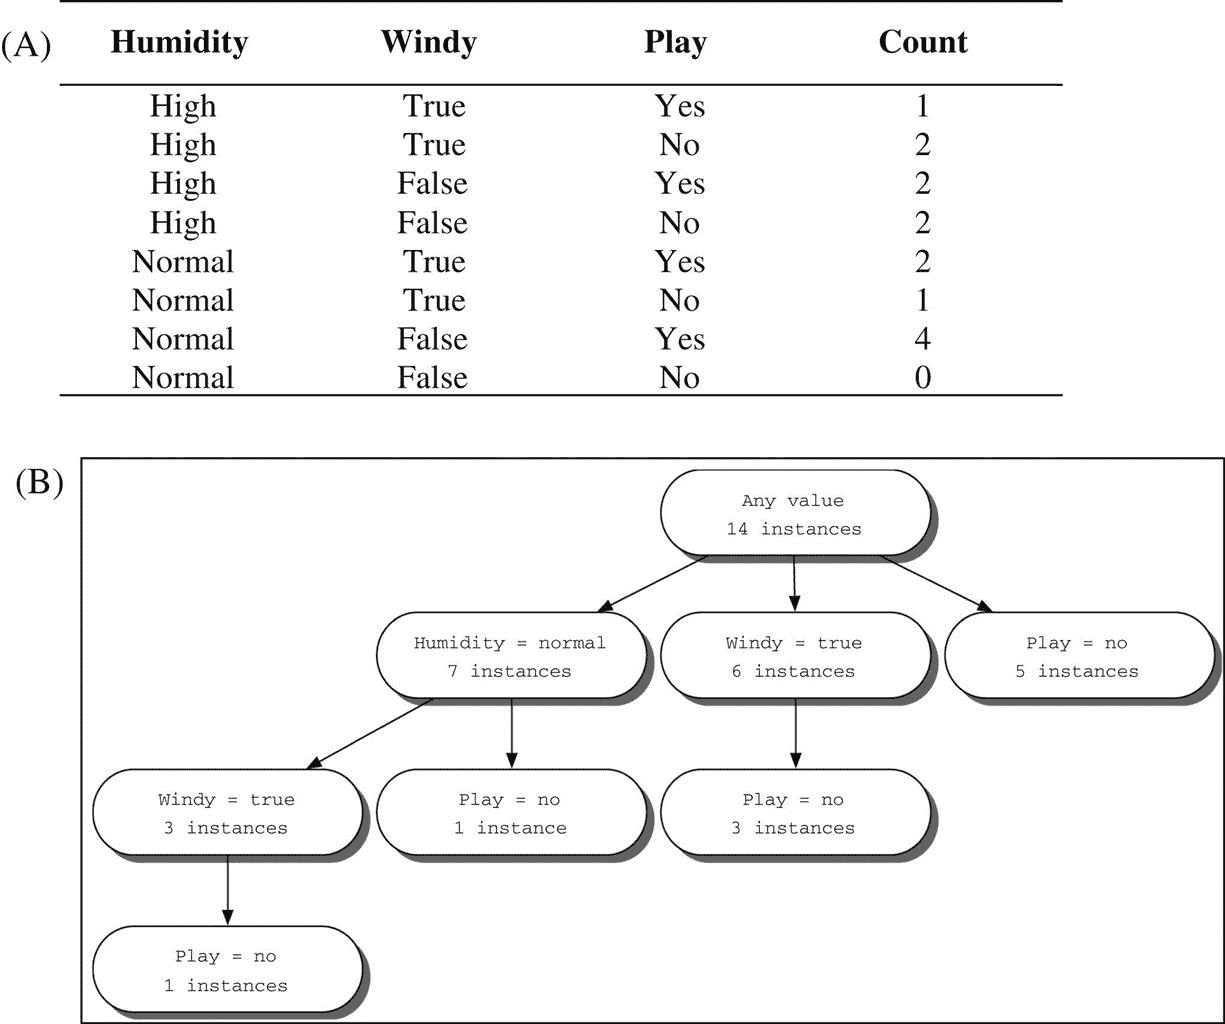 (A) Humidity Windy Play Count
High True Yes 1
High True No 2
High False Yes 2
High False No 2
Normal True Yes 2
Normal True No 1
Normal False Yes 4
Normal False No 0
(B)
Any value
14 instances
Humidity = normal Windy = true Play = no
7 instances 6 instances 5 instances
Windy = true Play = no Play = no
3 instances 1 instance 3 instances
Play = no
1 instances